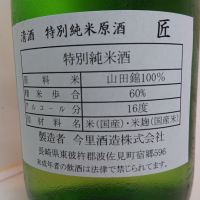 清酒 特別純米原酒 匠
特別純米酒
原料米 山田錦100%
精米歩合 60%
アルコール分 16度
原材料名 米(国産)・米麹(国産米)
製造者 今里酒造株式会社
長崎県東彼杵郡波佐見町宿郷596
未成年者の飲酒は法律で禁じられてます。